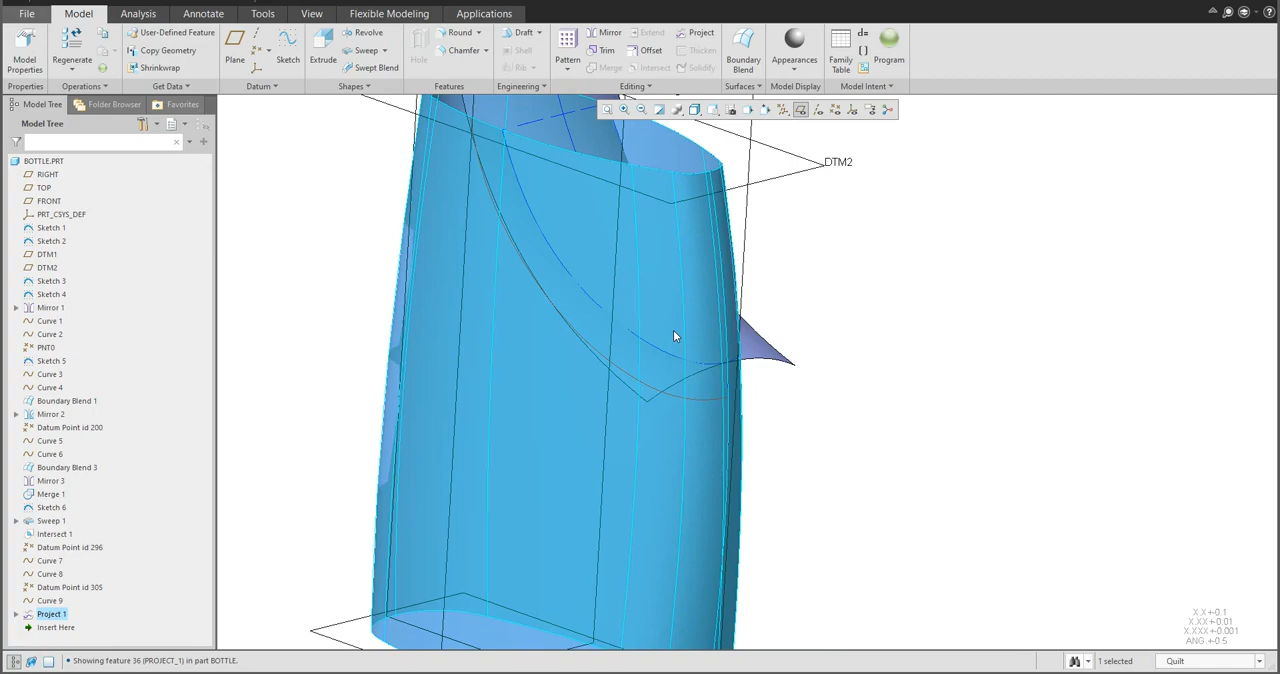 File Model Analysis Annotate Tools View Flexible Modeling Applications
User-Defined Feature Revolve Round Draft Mirror Extend Project d=
Copy Geometry Sweep Chamfer Shell Trim Offset Thicken [ ]
Model Properties Regenerate Shrinkwrap Plane Sketch Extrude Swept Blend Hole Rib Pattern Merge Intersect Solidify Boundary Blend Appearances Family Table Program
Properties Operations Get Data Datum Shapes Features Engineering Editing Surfaces Model Display Model Intent
Model Tree Folder Browser Favorites
Model Tree
BOTTLE.PRT
RIGHT
TOP
FRONT
PRT_CSYS_DEF
Sketch 1
Sketch 2
DTM1
DTM2
Sketch 3
Sketch 4
Mirror 1
Curve 1
Curve 2
PNT0
Sketch 5
Curve 3
Curve 4
Boundary Blend 1
Mirror 2
Datum Point id 200
Curve 5
Curve 6
Boundary Blend 3
Mirror 3
Merge 1
Sketch 6
Sweep 1
Intersect 1
Datum Point id 296
Curve 7
Curve 8
Datum Point id 305
Curve 9
Project 1
Insert Here
DTM2
X.X+-0.1
X.XX+-0.01
X.XXX+-0.001
ANG.+-0.5
• Showing feature 36 (PROJECT_1) in part BOTTLE.
1 selected
Quilt